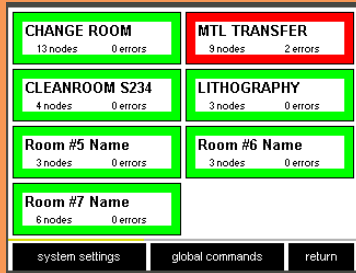 CHANGE ROOM
13 nodes 0 errors
MTL TRANSFER
9 nodes 2 errors
CLEANROOM S234
4 nodes 0 errors
LITHOGRAPHY
3 nodes 0 errors
Room #5 Name
3 nodes 0 errors
Room #6 Name
3 nodes 0 errors
Room #7 Name
6 nodes 0 errors
system settings global commands return